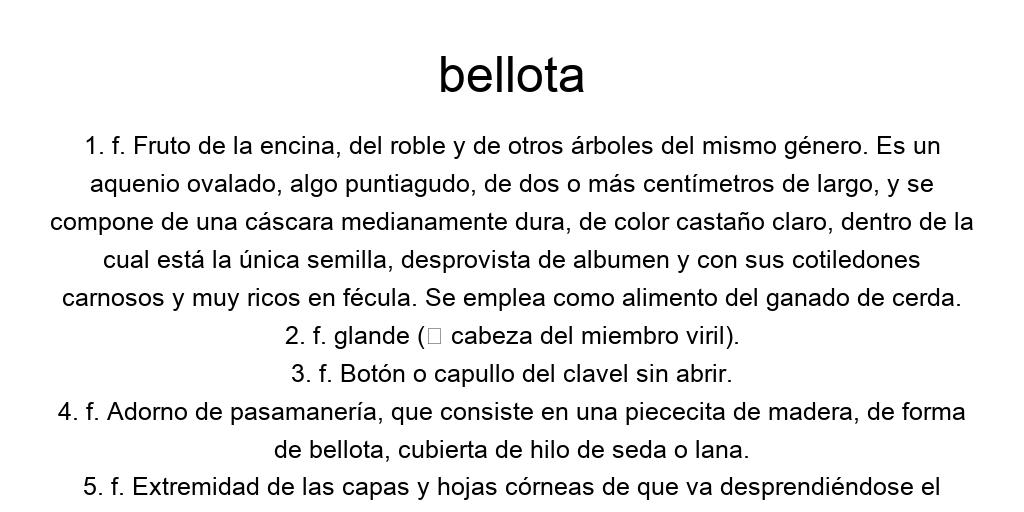 bellota
1. f. Fruto de la encina, del roble y de otros árboles del mismo género. Es un
aquenio ovalado, algo puntiagudo, de dos o más centímetros de largo, y se
compone de una cáscara medianamente dura, de color castaño claro, dentro de la
cual está la única semilla, desprovista de albumen y con sus cotiledones
carnosos y muy ricos en fécula. Se emplea como alimento del ganado de cerda.
2. f. glande (▯ cabeza del miembro viril).
3. f. Botón o capullo del clavel sin abrir.
4. f. Adorno de pasamanería, que consiste en una piececita de madera, de forma
de bellota, cubierta de hilo de seda o lana.
5. f. Extremidad de las capas y hojas córneas de que va desprendiéndose el